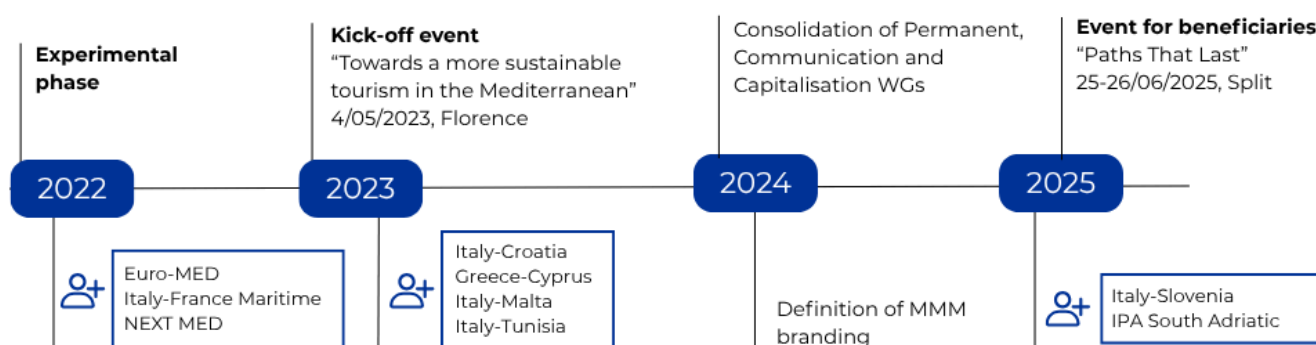 Experimental
phase
Kick-off event
“Towards a more sustainable
tourism in the Mediterranean”
4/05/2023, Florence
Consolidation of Permanent,
Communication and
Capitalisation WGs
Event for beneficiaries
“Paths That Last”
25-26/06/2025, Split
2022
2023
2024
2025
Euro-MED
Italy-France Maritime
NEXT MED
Italy-Croatia
Greece-Cyprus
Italy-Malta
Italy-Tunisia
Definition of MMM
branding
Italy-Slovenia
IPA South Adriatic